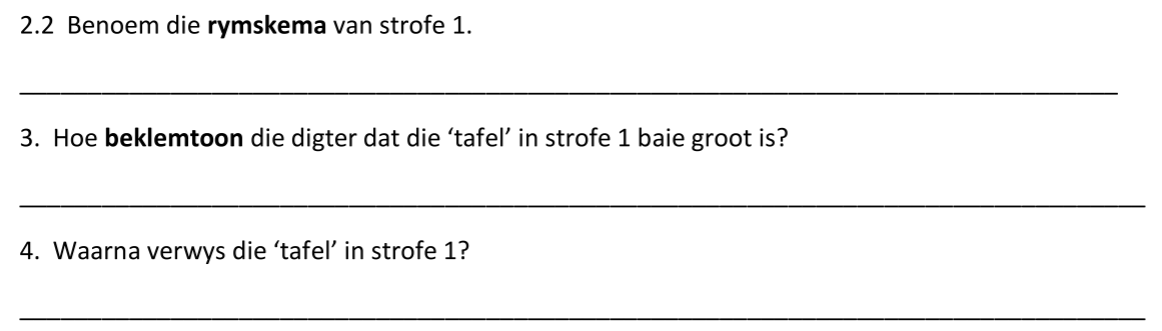 2.2 Benoem die rymskema van strofe 1.
3. Hoe beklemtoon die digter dat die ‘tafel’ in strofe 1 baie groot is?
4. Waarna verwys die ‘tafel’ in strofe 1?